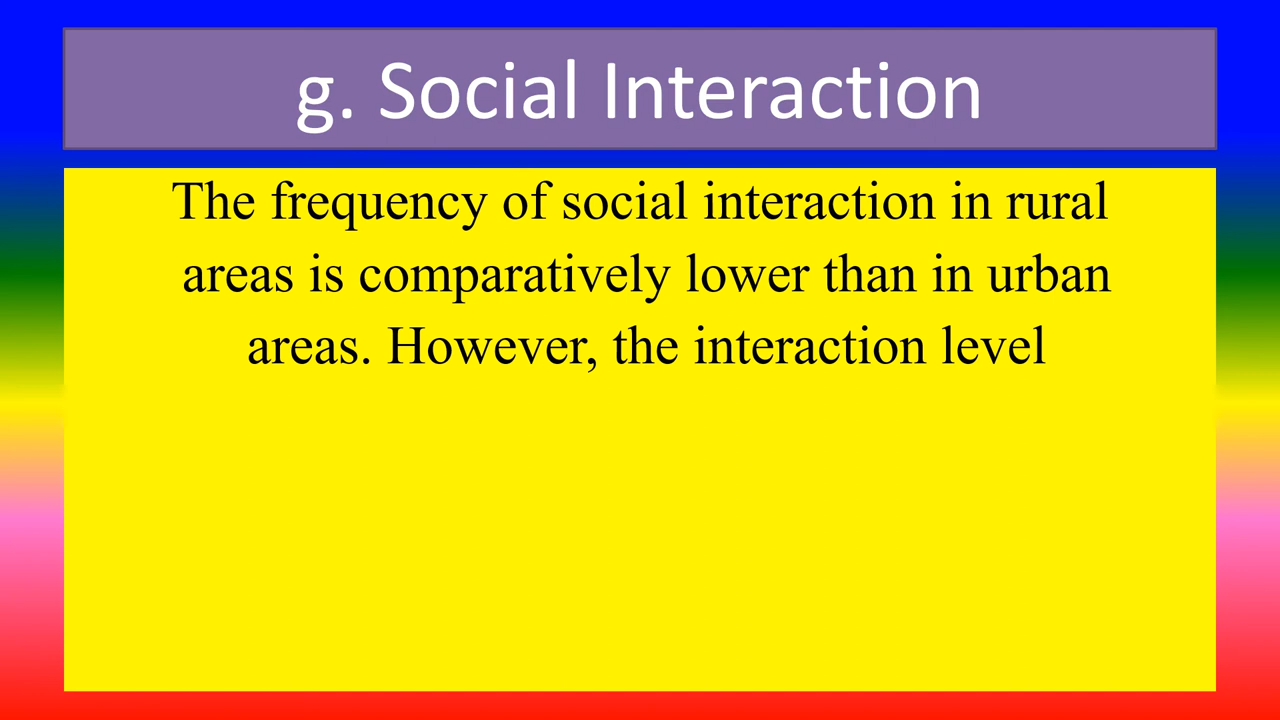 g. Social Interaction
The frequency of social interaction in rural
areas is comparatively lower than in urban
areas. However, the interaction level